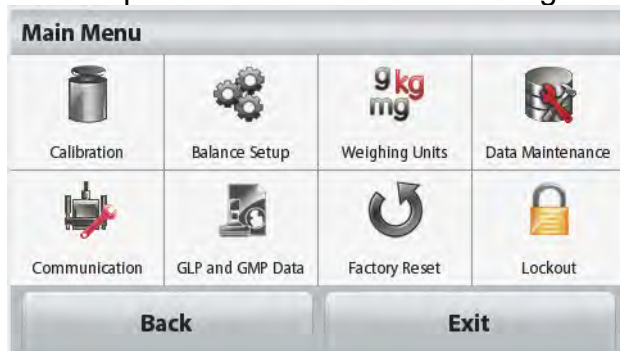 Main Menu
g kg
mg
Calibration Balance Setup Weighing Units Data Maintenance
Communication GLP and GMP Data Factory Reset Lockout
Back Exit